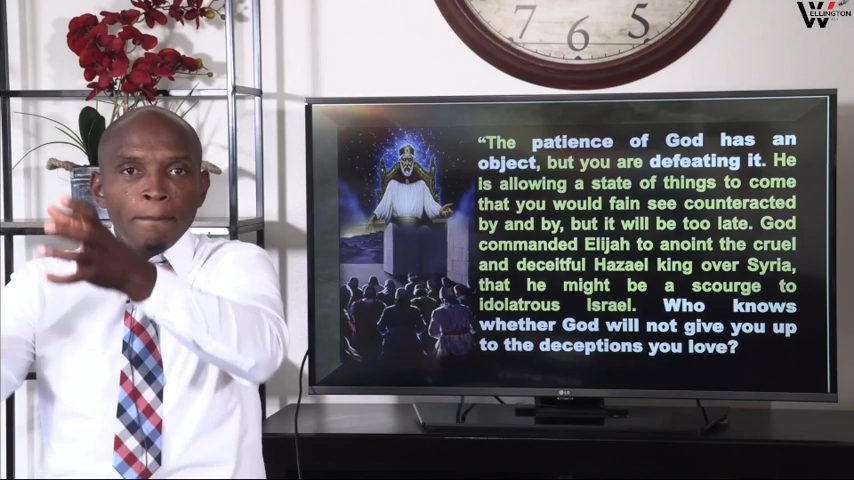 WELLINGTON
5
6
7
“The patience of God has an
object, but you are defeating it. He
is allowing a state of things to come
that you would fain see counteracted
by and by, but it will be too late. God
commanded Elijah to anoint the cruel
and deceitful Hazael king over Syria,
that he might be a scourge to
idolatrous Israel. Who knows
whether God will not give you up
to the deceptions you love?
LG